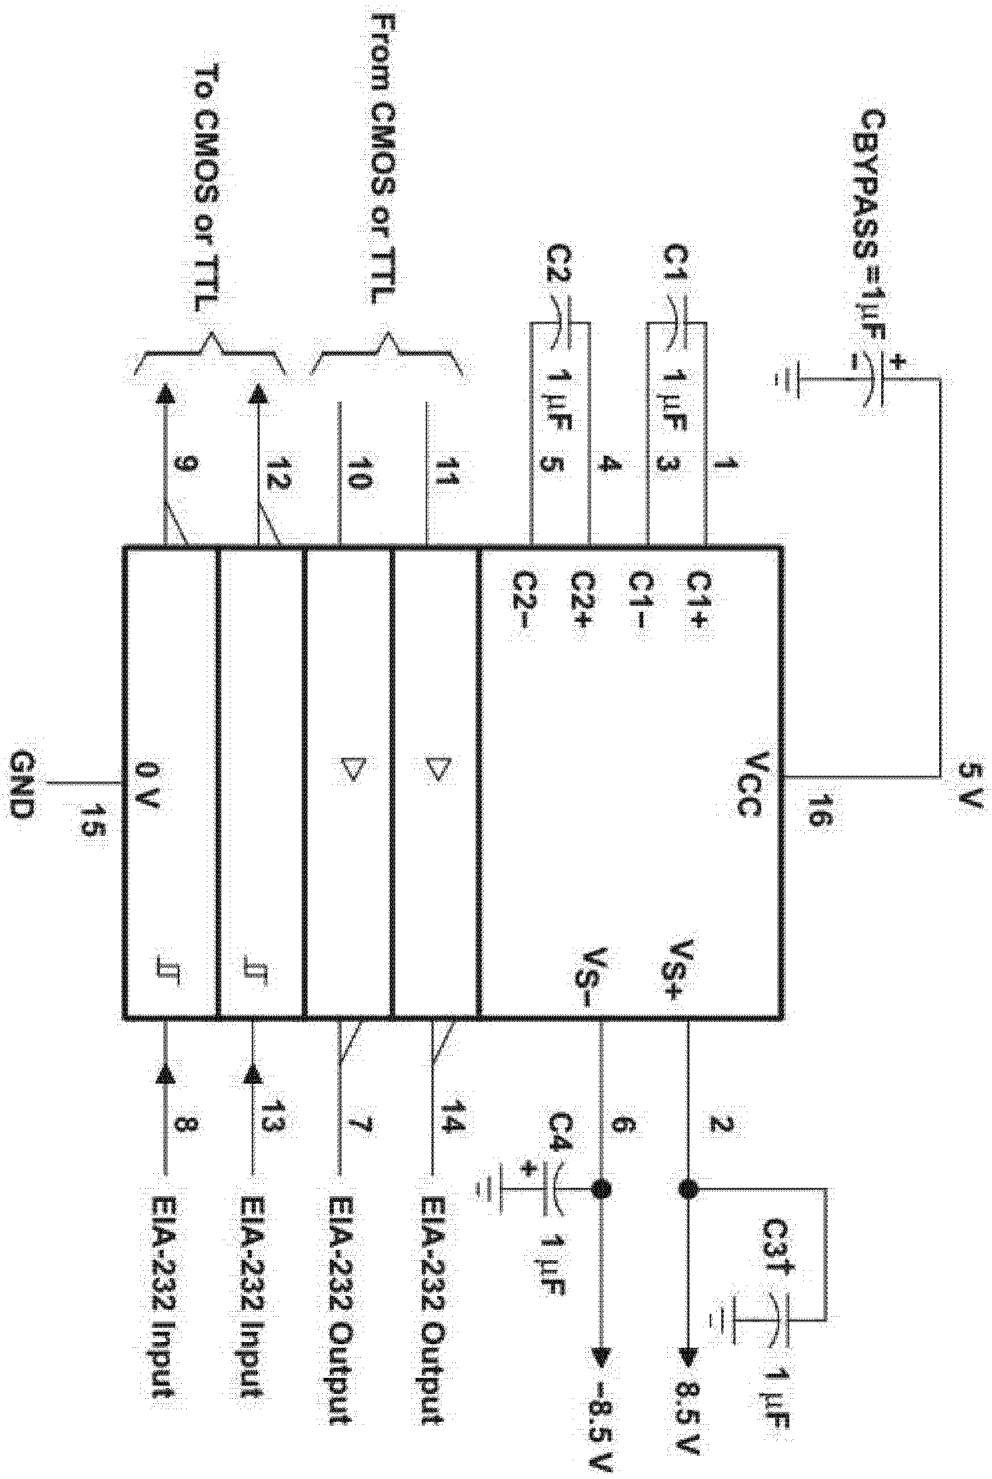 5 V
CBYPASS =1μF
+
–
16
VCC
1
C1+
C1
1 μF
3
C1–
4
C2+
C2
1 μF
5
C2–
VS+
2
8.5 V
C3†
1 μF
VS–
6
–8.5 V
C4
+
1 μF
From CMOS or TTL
11
14
EIA-232 Output
10
7
EIA-232 Output
To CMOS or TTL
12
13
EIA-232 Input
9
8
EIA-232 Input
0 V
15
GND